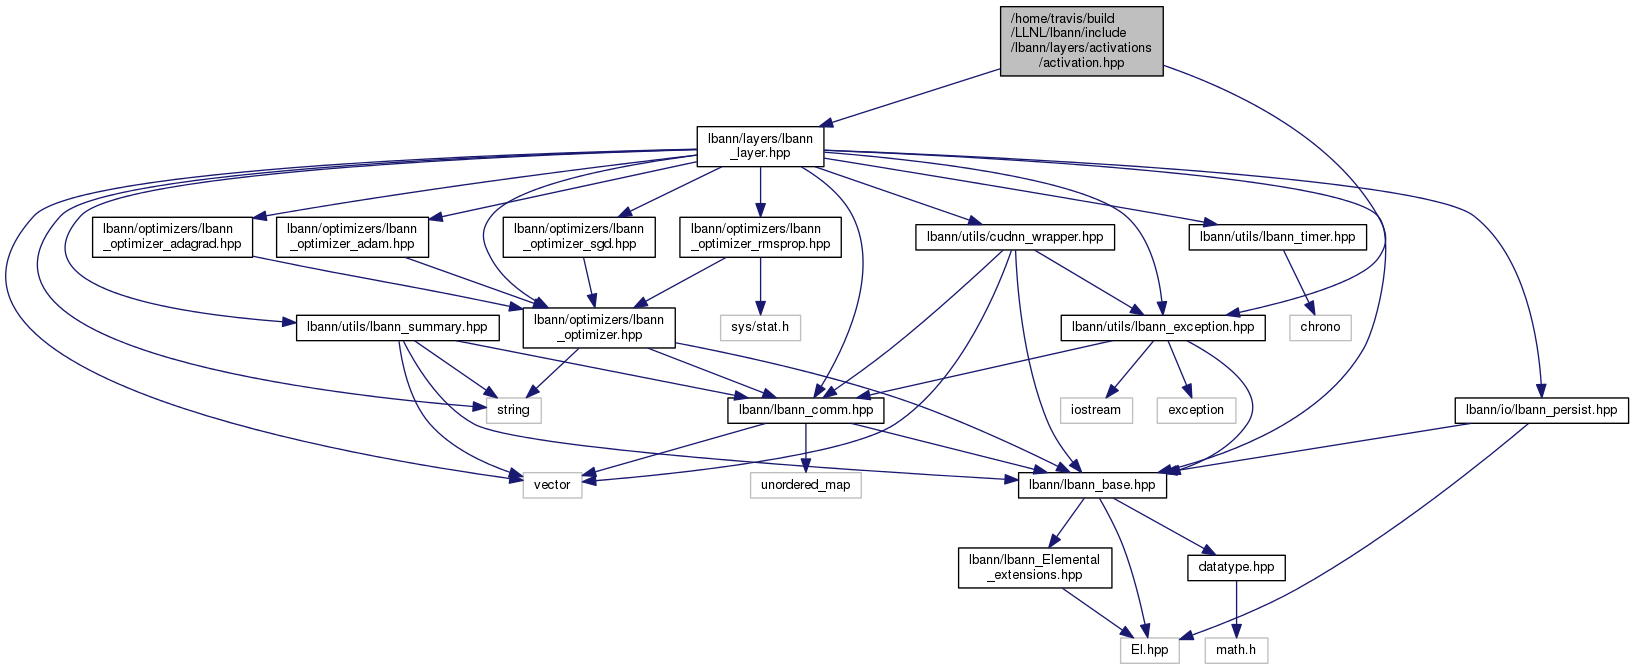 /home/travis/build
/LLNL/lbann/include
/lbann/layers/activations
/activation.hpp
lbann/layers/lbann
_layer.hpp
lbann/optimizers/lbann
_optimizer_adagrad.hpp
lbann/optimizers/lbann
_optimizer_adam.hpp
lbann/optimizers/lbann
_optimizer_sgd.hpp
lbann/optimizers/lbann
_optimizer_rmsprop.hpp
lbann/utils/cudnn_wrapper.hpp
lbann/utils/lbann_timer.hpp
lbann/utils/lbann_summary.hpp
lbann/optimizers/lbann
_optimizer.hpp
sys/stat.h
lbann/utils/lbann_exception.hpp
chrono
string
lbann/lbann_comm.hpp
iostream
exception
lbann/io/lbann_persist.hpp
vector
unordered_map
lbann/lbann_base.hpp
lbann/lbann_Elemental
_extensions.hpp
datatype.hpp
El.hpp
math.h